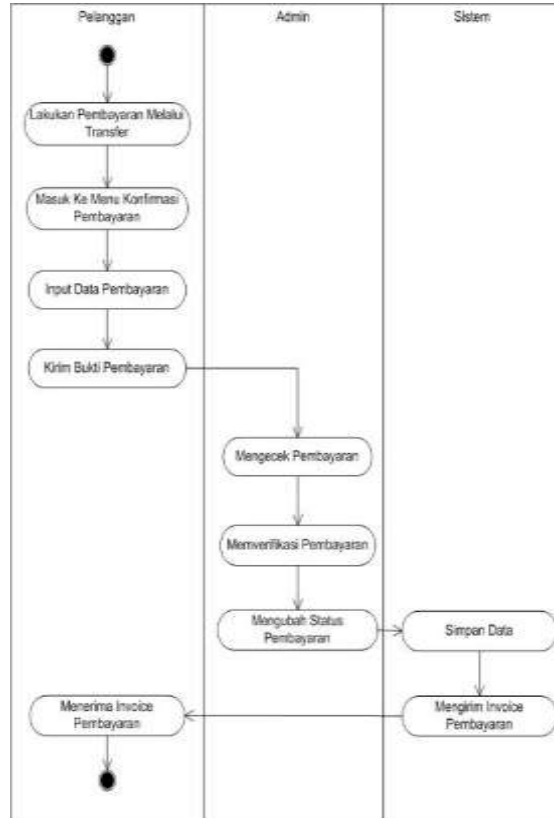 Pelanggan
Admin
Sistem
Lakukan Pembayaran Melalui
Transfer
Masuk Ke Menu Konfirmasi
Pembayaran
Input Data Pembayaran
Kirim Bukti Pembayaran
Mengecek Pembayaran
Memverifikasi Pembayaran
Mengubah Status
Pembayaran
Simpan Data
Mengirim Invoice
Pembayaran
Menerima Invoice
Pembayaran